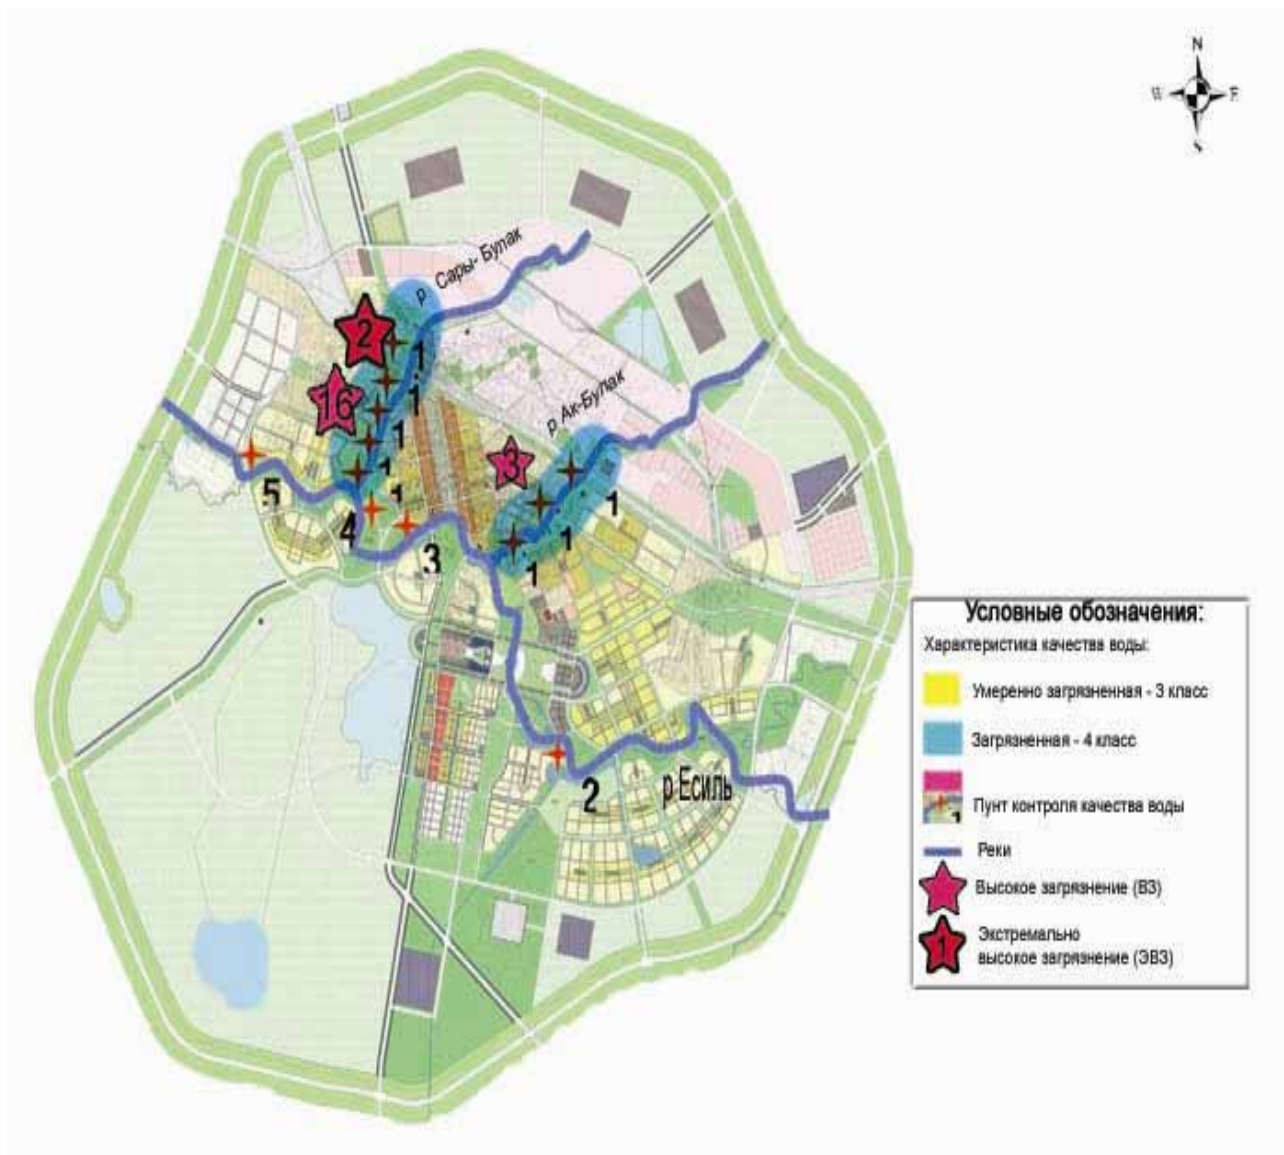 N
W
E
S
р Сары- Булак
2
1
16
1
р Ак-Булак
1
3
1
5
1
1
4
1
3
1
2
р Есиль
Условные обозначения:
Характеристика качества воды:
Умеренно загрязненная - 3 класс
Загрязненная - 4 класс
Пунт контроля качества воды
1
Реки
Высокое загрязнение (ВЗ)
1
Экстремально
высокое загрязнение (ЭВЗ)